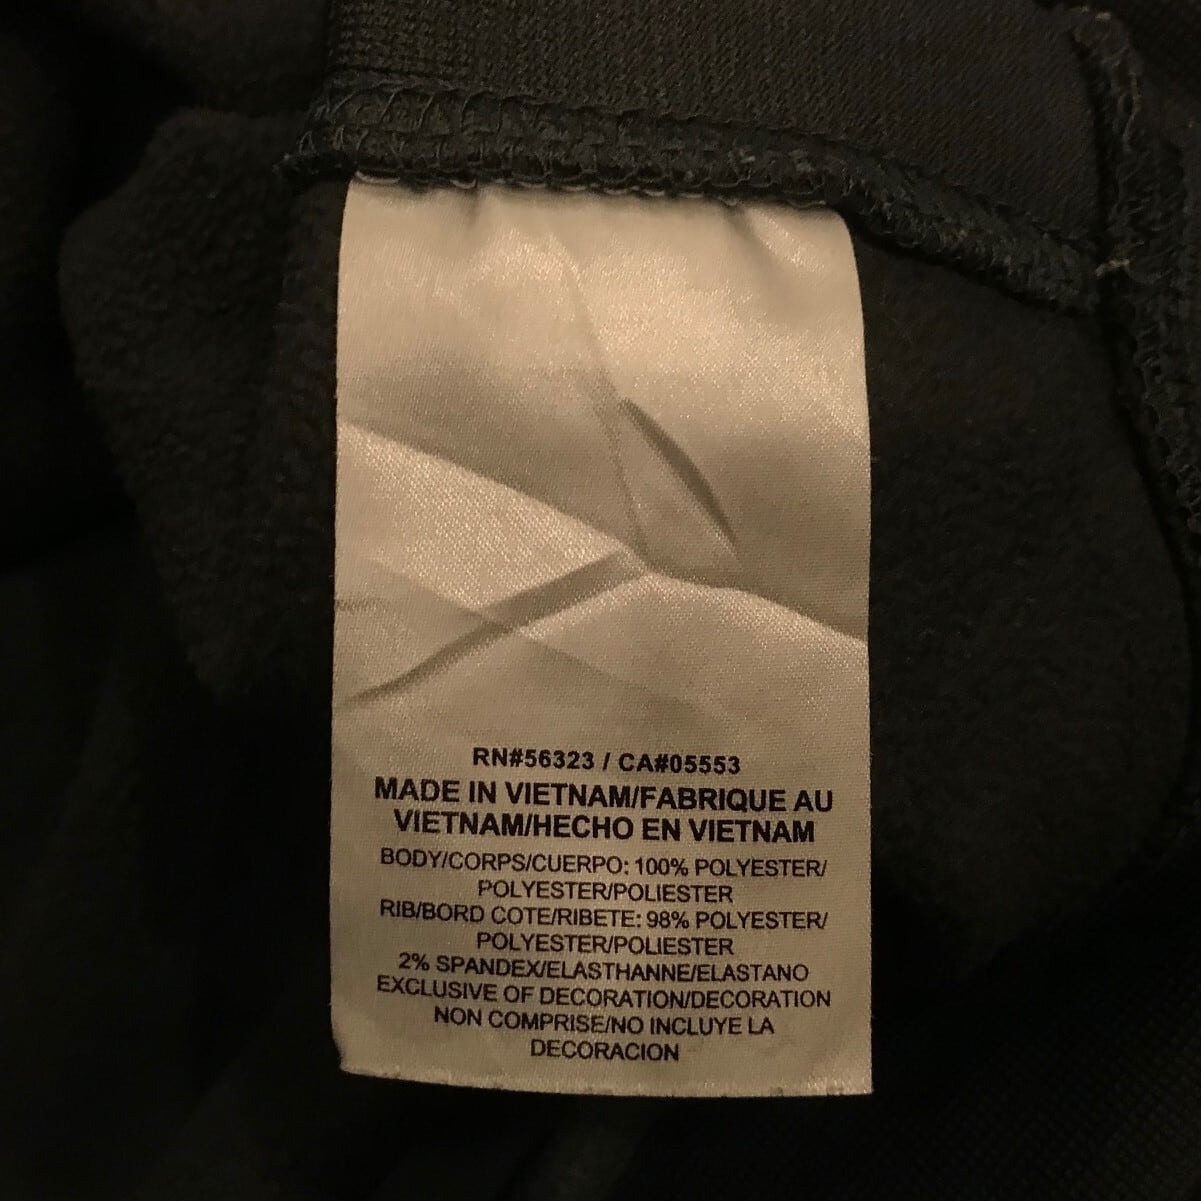 RN#56323 / CA#05553
MADE IN VIETNAM/FABRIQUE AU
VIETNAM/HECHO EN VIETNAM
BODY/CORPS/CUERPO: 100% POLYESTER/
POLYESTER/POLIESTER
RIB/BORD COTE/RIBETE: 98% POLYESTER/
POLYESTER/POLIESTER
2% SPANDEX/ELASTHANNE/ELASTANO
EXCLUSIVE OF DECORATION/DECORATION
NON COMPRISE/NO INCLUYE LA
DECORACION